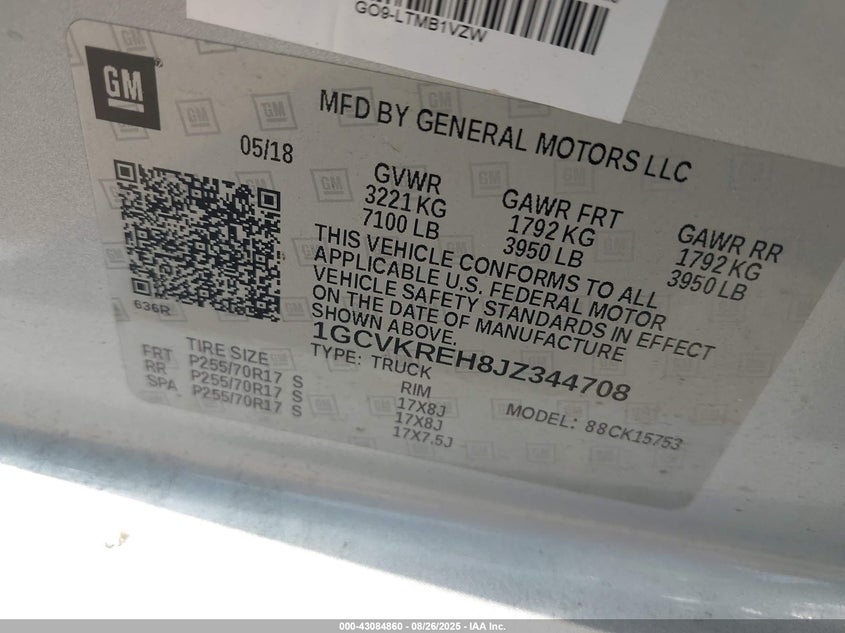 GO9-LTMB1VZW
GM
MFD BY GENERAL MOTORS LLC
05/18
GVWR
3221 KG
7100 LB
GAWR FRT
1792 KG
3950 LB
GAWR RR
1792 KG
3950 LB
THIS VEHICLE CONFORMS TO ALL
APPLICABLE U.S. FEDERAL MOTOR
VEHICLE SAFETY STANDARDS IN EFFECT
ON THE DATE OF MANUFACTURE
SHOWN ABOVE.
1GCVKREH8JZ344708
TYPE: TRUCK
MODEL: 88CK15753
636R
TIRE SIZE
RIM
FRT P255/70R17 S 17X8J
RR P255/70R17 S 17X8J
SPA P255/70R17 S 17X7.5J
000-43084860 - 08/26/2025 - IAA Inc.